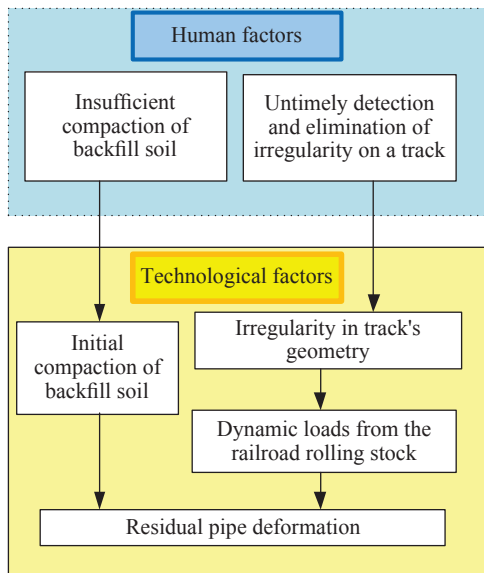 Human factors
Insufficient
compaction of
backfill soil
Untimely detection
and elimination of
irregularity on a track
Technological factors
Initial
compaction of
backfill soil
Irregularity in track's
geometry
Dynamic loads from the
railroad rolling stock
Residual pipe deformation